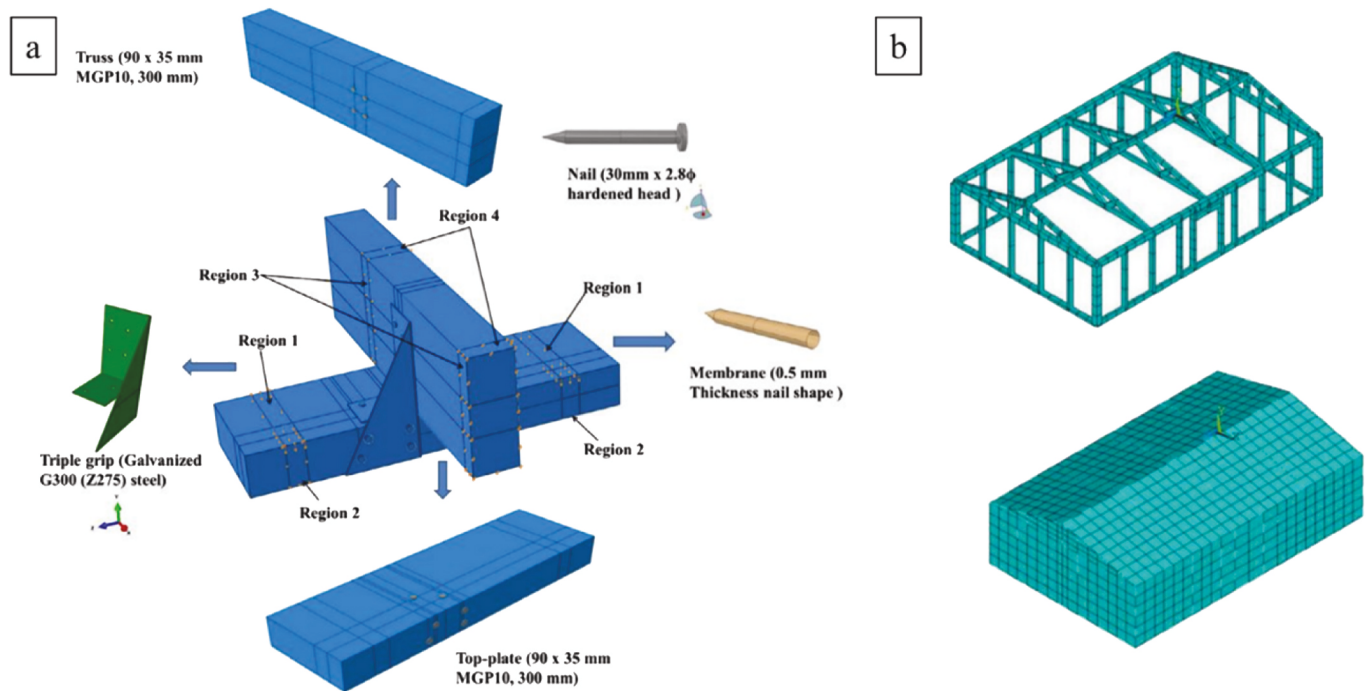 a
Truss (90 x 35 mm
MGP10, 300 mm)
Nail (30mm x 2.8ϕ
hardened head )
Region 4
Region 3
Region 1
Region 1
Membrane (0.5 mm
Thickness nail shape )
Region 2
Triple grip (Galvanized
G300 (Z275) steel)
Region 2
Top-plate (90 x 35 mm
MGP10, 300 mm)
b